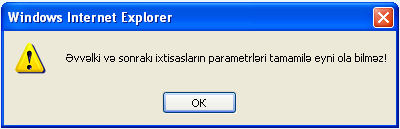 Windows Internet Explorer
Əvvəlki və sonrakı ixtisasların parametrləri tamamilə eyni ola bilməz!
OK